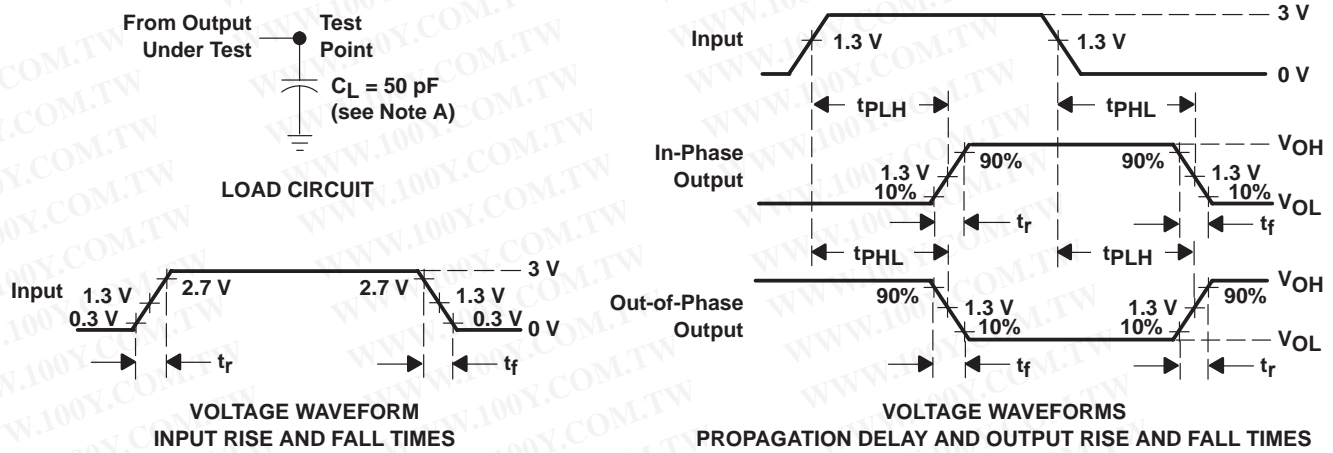 From Output
Under Test
Test
Point
CL = 50 pF
(see Note A)
LOAD CIRCUIT
Input
1.3 V
0.3 V
2.7 V
2.7 V
1.3 V
0.3 V
3 V
0 V
tr
tf
VOLTAGE WAVEFORM
INPUT RISE AND FALL TIMES
Input
1.3 V
1.3 V
3 V
0 V
tPLH
tPHL
In-Phase
Output
1.3 V
10%
90%
90%
1.3 V
10%
VOH
VOL
tr
tf
tPHL
tPLH
Out-of-Phase
Output
90%
1.3 V
10%
1.3 V
10%
90%
VOH
VOL
tf
tr
VOLTAGE WAVEFORMS
PROPAGATION DELAY AND OUTPUT RISE AND FALL TIMES
WWW.100Y.COM.TW